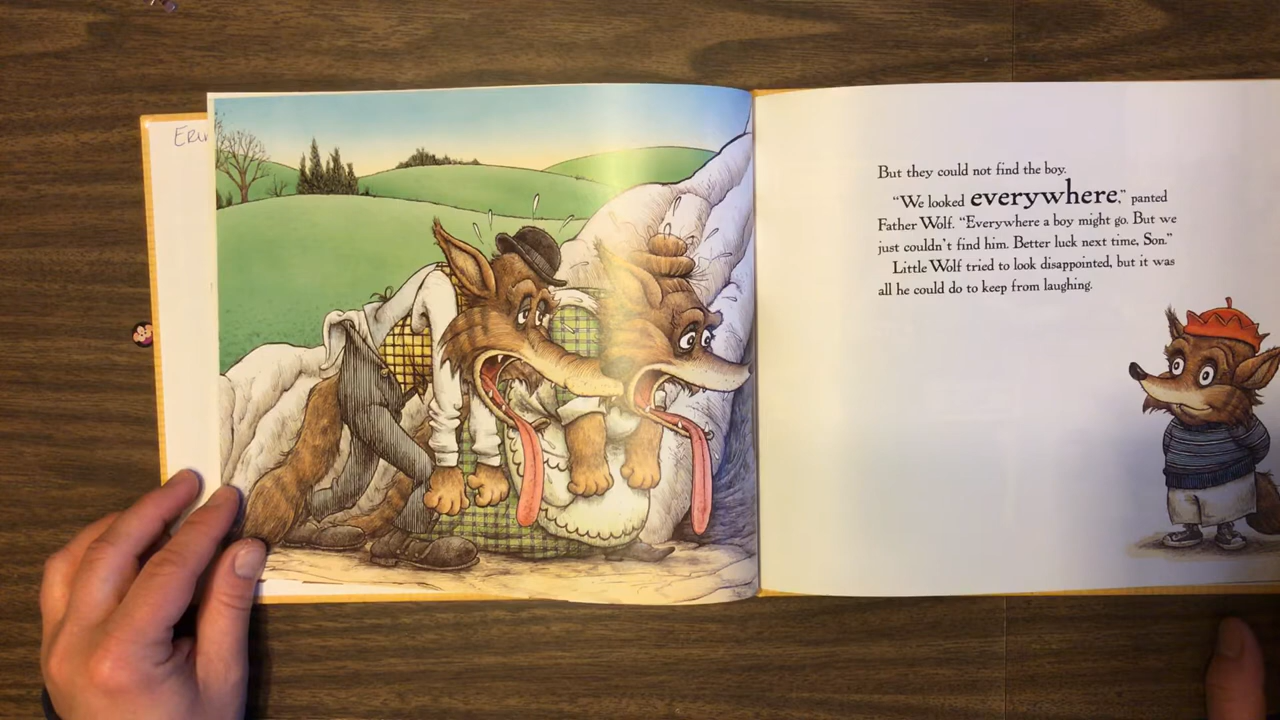 But they could not find the boy.
"We looked everywhere," panted
Father Wolf. "Everywhere a boy might go. But we
just couldn't find him. Better luck next time, Son."
Little Wolf tried to look disappointed, but it was
all he could do to keep from laughing.